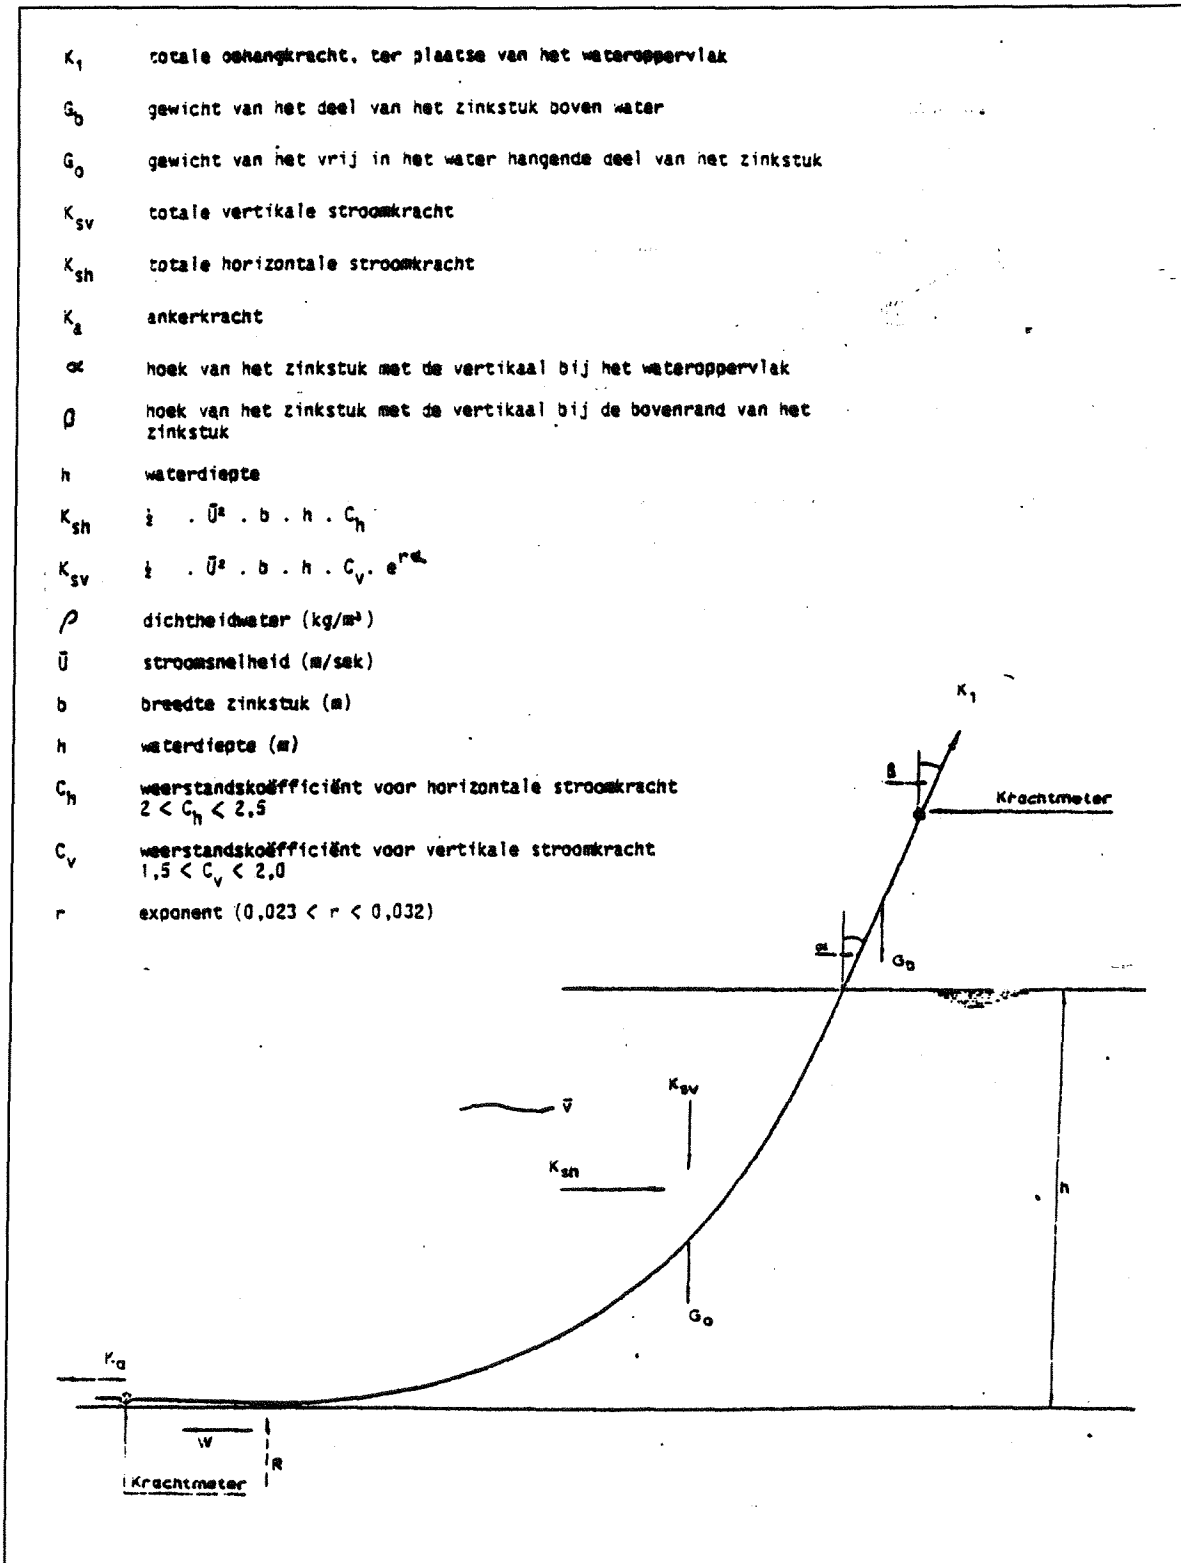 K₁ totale ophangkracht, ter plaatse van het wateroppervlak
G_b gewicht van het deel van het zinkstuk boven water
G_o gewicht van het vrij in het water hangende deel van het zinkstuk
K_sv totale vertikale stroomkracht
K_sh totale horizontale stroomkracht
K_a ankerkracht
α hoek van het zinkstuk met de vertikaal bij het wateroppervlak
β hoek van het zinkstuk met de vertikaal bij de bovenrand van het
zinkstuk
h waterdiepte
K_sh ½ . Ū² . b . h . C_h
K_sv ½ . Ū² . b . h . C_v. e^rα
ρ dichtheidwater (kg/m³)
Ū stroomsnelheid (m/sek)
b breedte zinkstuk (m)
h waterdiepte (m)
C_h weerstandskoëfficiënt voor horizontale stroomkracht
2 < C_h < 2,5
C_v weerstandskoëfficiënt voor vertikale stroomkracht
1,5 < C_v < 2,0
r exponent (0,023 < r < 0,032)
K₁
β
Krachtmeter
α
G_b
K_sv
v̄
K_sh
h
G_o
K_a
W
R
Krachtmeter